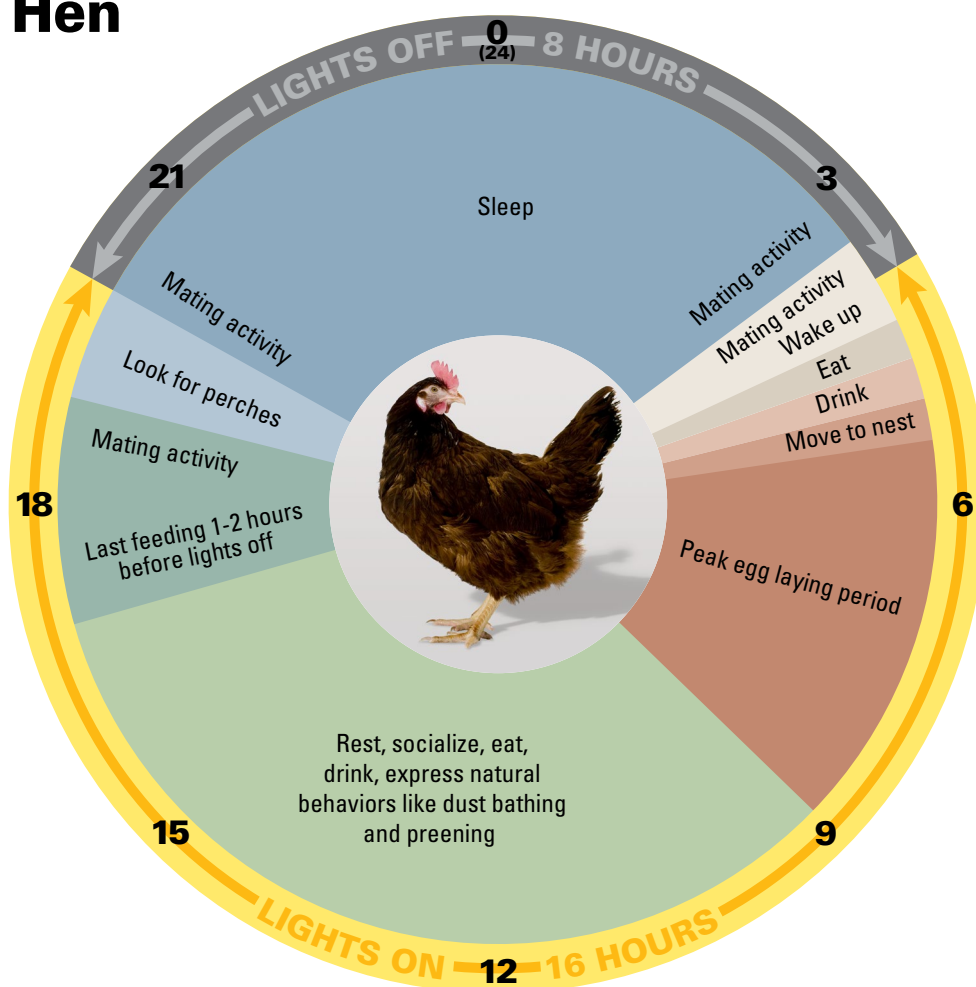 Hen
0
(24)
LIGHTS OFF
8 HOURS
21
3
Sleep
Mating activity
Mating activity
Mating activity
Wake up
Look for perches
Eat
Drink
Move to nest
Mating activity
18
6
Last feeding 1-2 hours
before lights off
Peak egg laying period
Rest, socialize, eat,
drink, express natural
behaviors like dust bathing
and preening
15
9
LIGHTS ON
12
16 HOURS